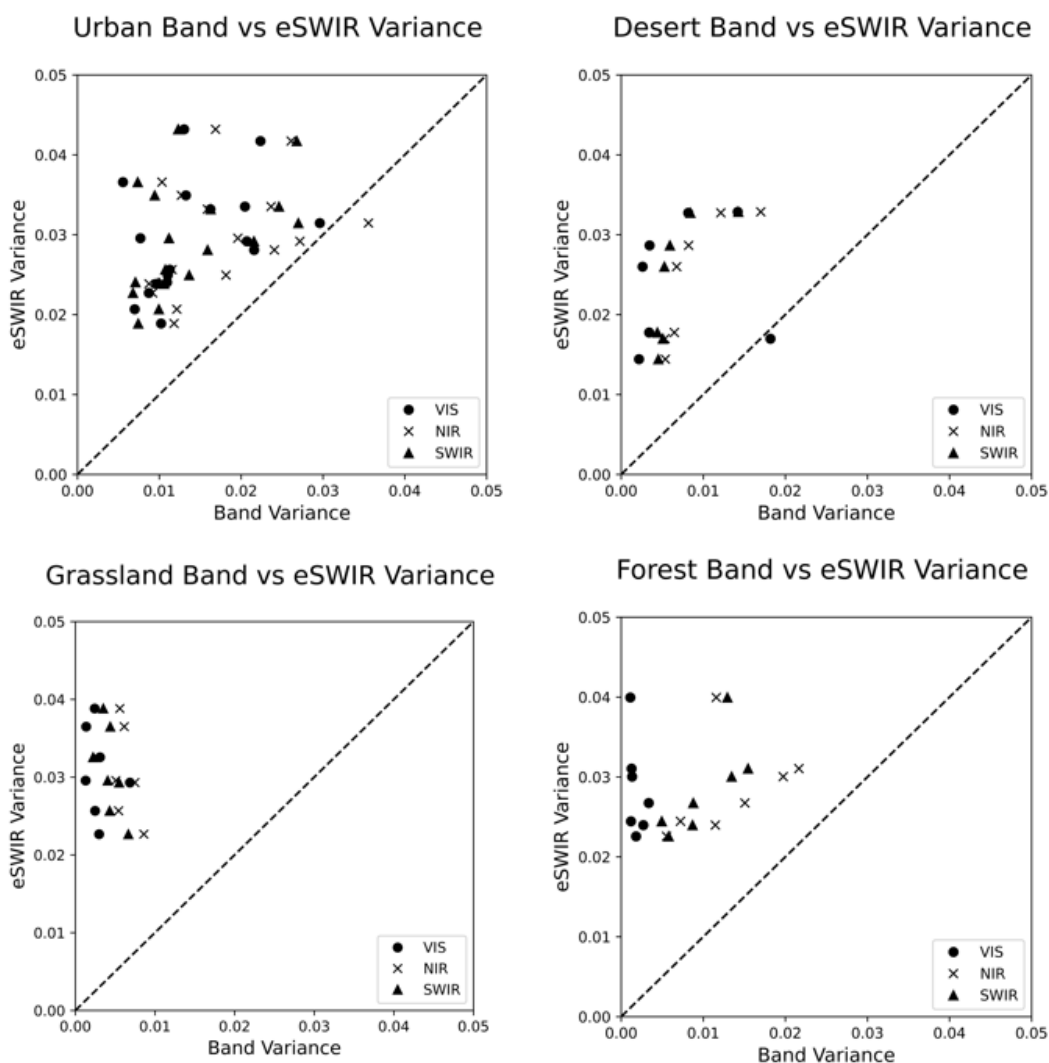 Urban Band vs eSWIR Variance
0.05
0.04
0.03
0.02
0.01
0.00
eSWIR Variance
VIS
NIR
SWIR
0.00 0.01 0.02 0.03 0.04 0.05
Band Variance
Desert Band vs eSWIR Variance
0.05
0.04
0.03
0.02
0.01
0.00
eSWIR Variance
VIS
NIR
SWIR
0.00 0.01 0.02 0.03 0.04 0.05
Band Variance
Grassland Band vs eSWIR Variance
0.05
0.04
0.03
0.02
0.01
0.00
eSWIR Variance
VIS
NIR
SWIR
0.00 0.01 0.02 0.03 0.04 0.05
Band Variance
Forest Band vs eSWIR Variance
0.05
0.04
0.03
0.02
0.01
0.00
eSWIR Variance
VIS
NIR
SWIR
0.00 0.01 0.02 0.03 0.04 0.05
Band Variance